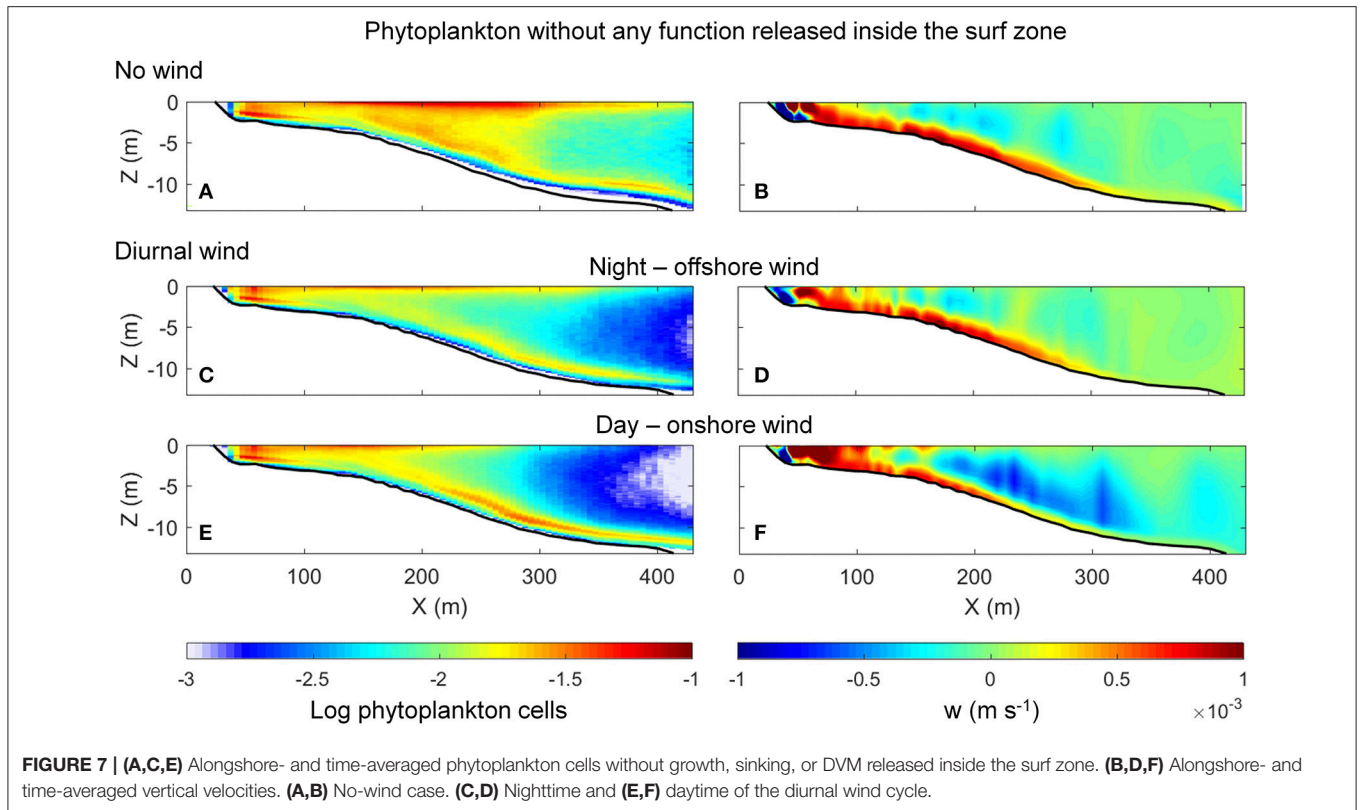 Phytoplankton without any function released inside the surf zone
No wind
0
-5
-10
Z (m)
A
B
Diurnal wind
Night – offshore wind
0
-5
-10
Z (m)
C
D
Day – onshore wind
0
-5
-10
Z (m)
E
F
0 100 200 300 400
X (m)
0 100 200 300 400
X (m)
-3 -2.5 -2 -1.5 -1
Log phytoplankton cells
-1 -0.5 0 0.5 1
w (m s⁻¹)
×10⁻³
FIGURE 7 | (A,C,E) Alongshore- and time-averaged phytoplankton cells without growth, sinking, or DVM released inside the surf zone. (B,D,F) Alongshore- and
time-averaged vertical velocities. (A,B) No-wind case. (C,D) Nighttime and (E,F) daytime of the diurnal wind cycle.